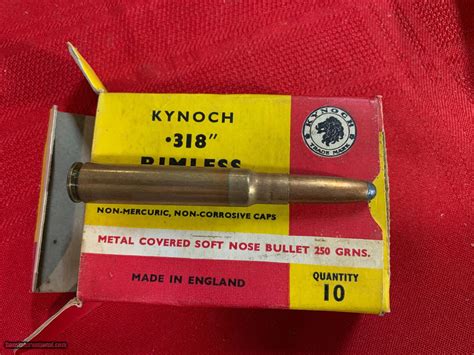 KYNOCH
·318"
RIMLESS
KYNOCH
TRADE MARK
NON-MERCURIC, NON-CORROSIVE CAPS
METAL COVERED SOFT NOSE BULLET 250 GRNS.
MADE IN ENGLAND
QUANTITY
10